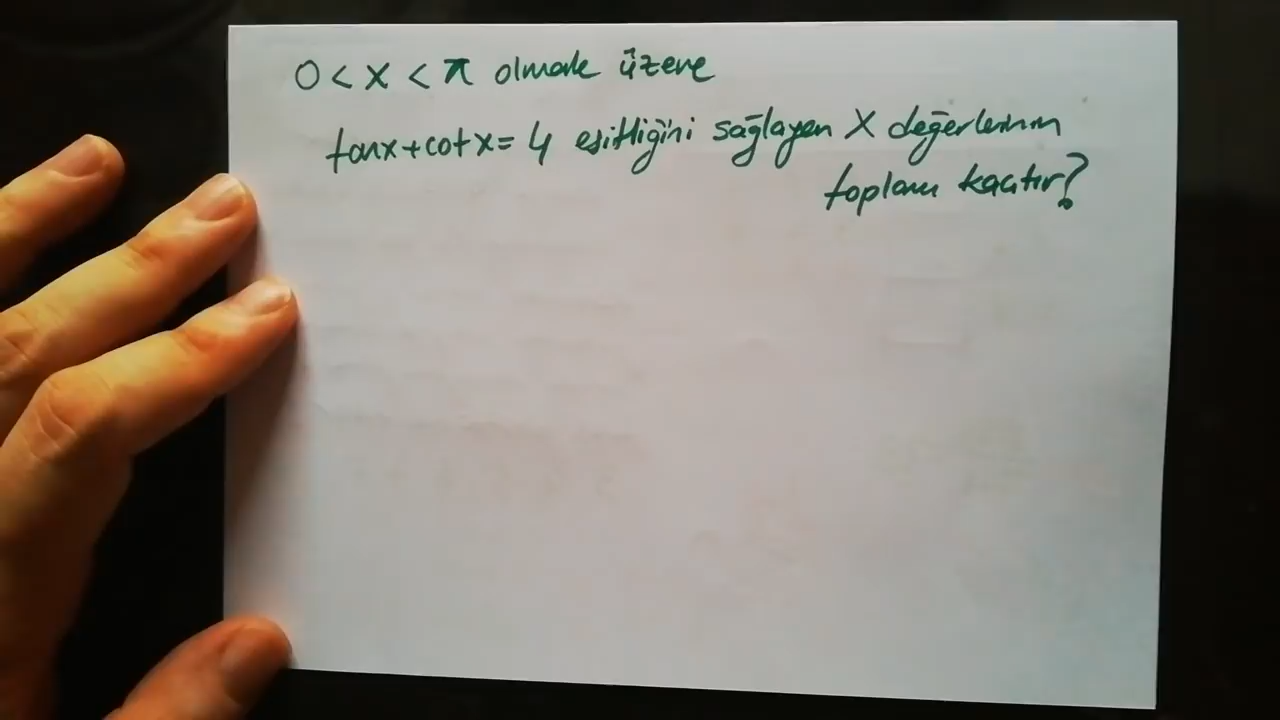 0 < x < π olmak üzere
tanx+cotx= 4 eşitliğini sağlayan X değerlerinin
toplamı kaçtır?